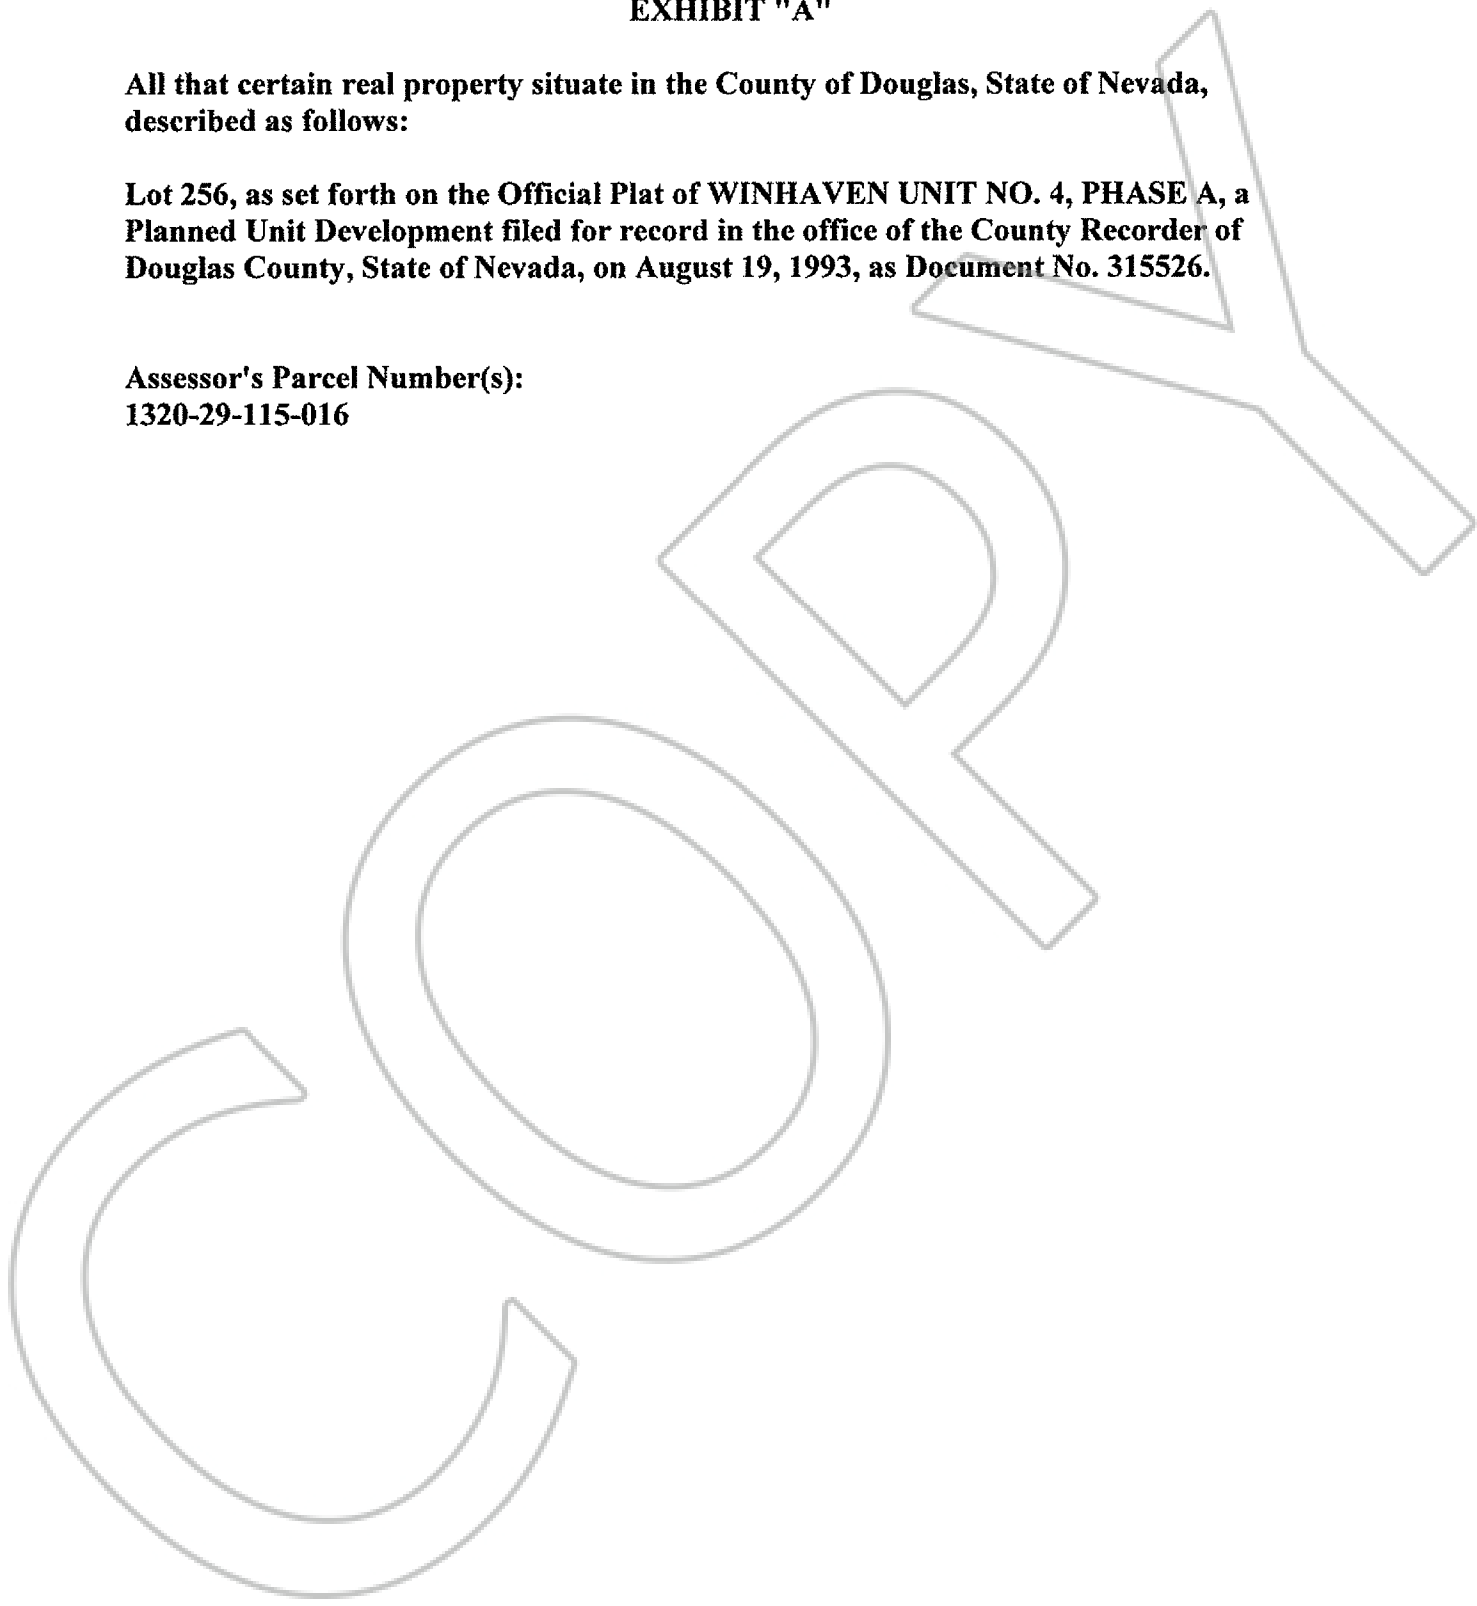 EXHIBIT "A"
All that certain real property situate in the County of Douglas, State of Nevada,
described as follows:
Lot 256, as set forth on the Official Plat of WINHAVEN UNIT NO. 4, PHASE A, a
Planned Unit Development filed for record in the office of the County Recorder of
Douglas County, State of Nevada, on August 19, 1993, as Document No. 315526.
Assessor's Parcel Number(s):
1320-29-115-016
COPY